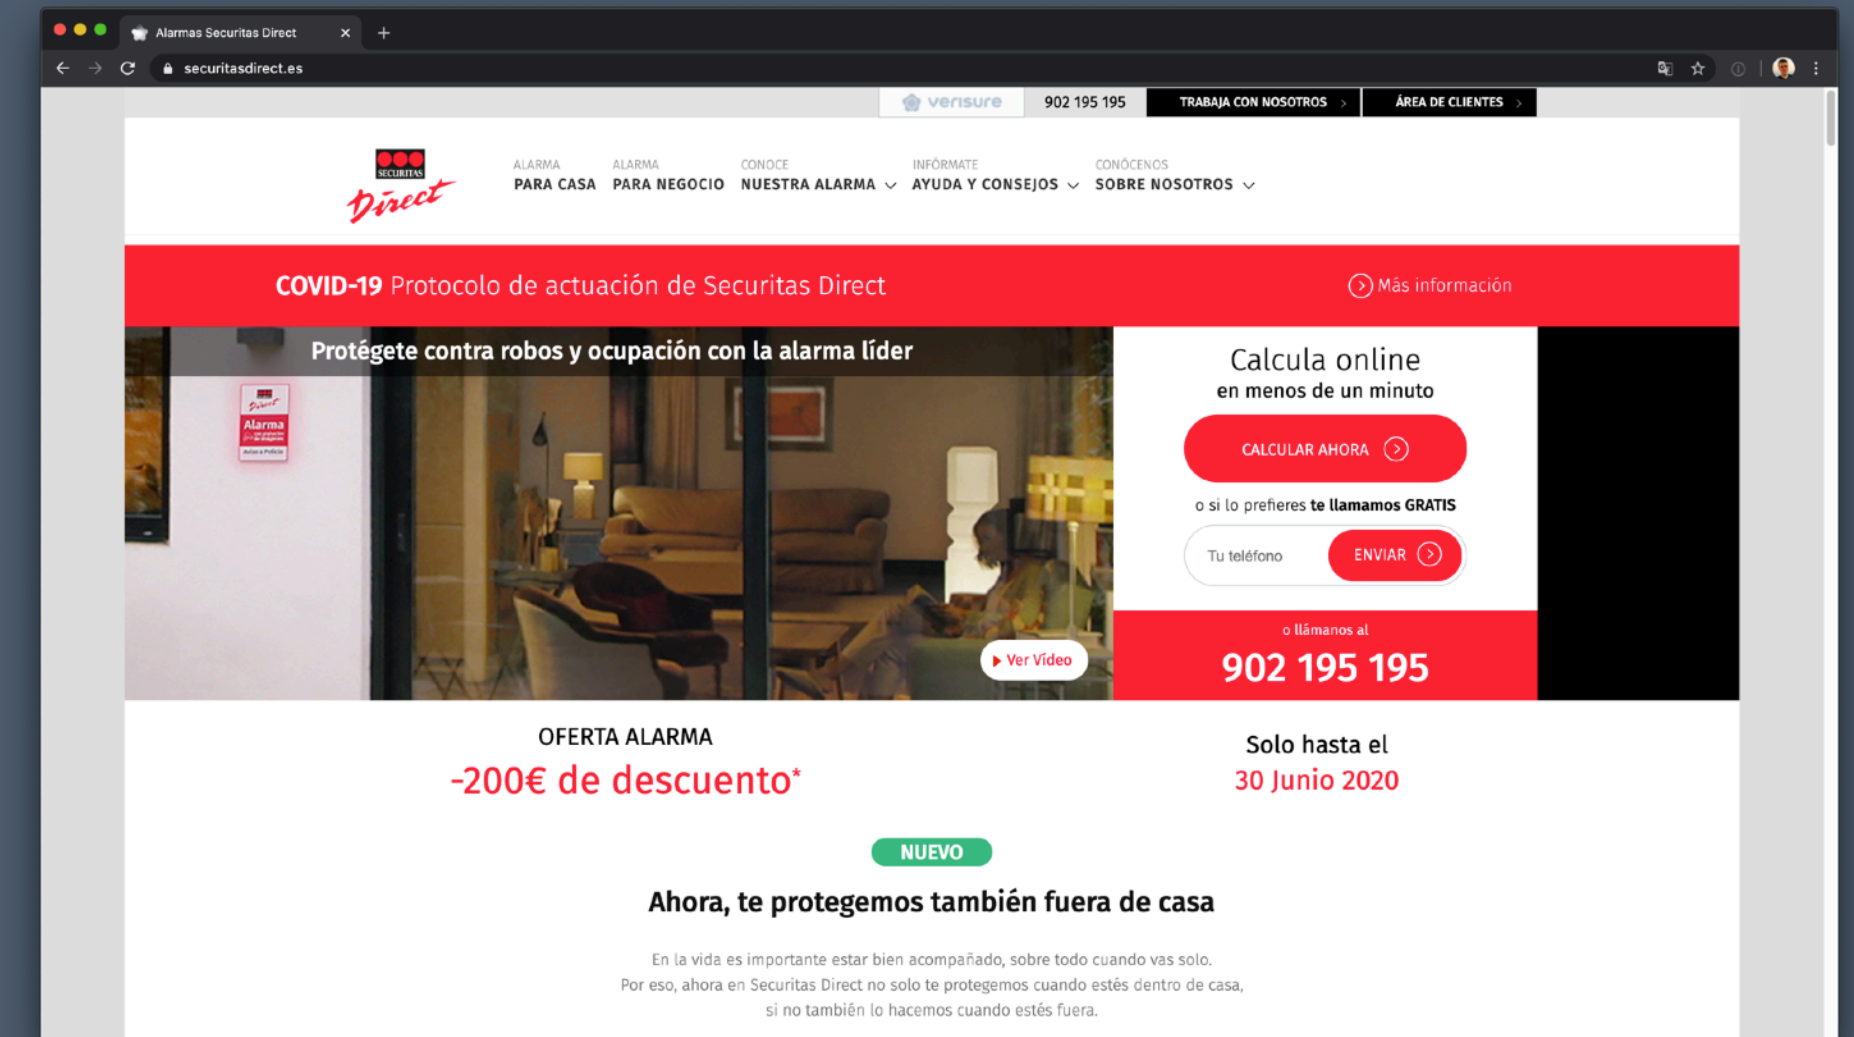 Alarmas Securitas Direct
securitasdirect.es
verisure
902 195 195
TRABAJA CON NOSOTROS
ÁREA DE CLIENTES
SECURITAS
Direct
ALARMA
PARA CASA
ALARMA
PARA NEGOCIO
CONOCE
NUESTRA ALARMA
INFÓRMATE
AYUDA Y CONSEJOS
CONÓCENOS
SOBRE NOSOTROS
COVID-19 Protocolo de actuación de Securitas Direct
Más información
Protégete contra robos y ocupación con la alarma líder
Direct
Alarma
Aviso a Policía
Ver Vídeo
Calcula online
en menos de un minuto
CALCULAR AHORA
o si lo prefieres te llamamos GRATIS
Tu teléfono
ENVIAR
o llámanos al
902 195 195
OFERTA ALARMA
-200€ de descuento*
Solo hasta el
30 Junio 2020
NUEVO
Ahora, te protegemos también fuera de casa
En la vida es importante estar bien acompañado, sobre todo cuando vas solo.
Por eso, ahora en Securitas Direct no solo te protegemos cuando estés dentro de casa,
si no también lo hacemos cuando estés fuera.